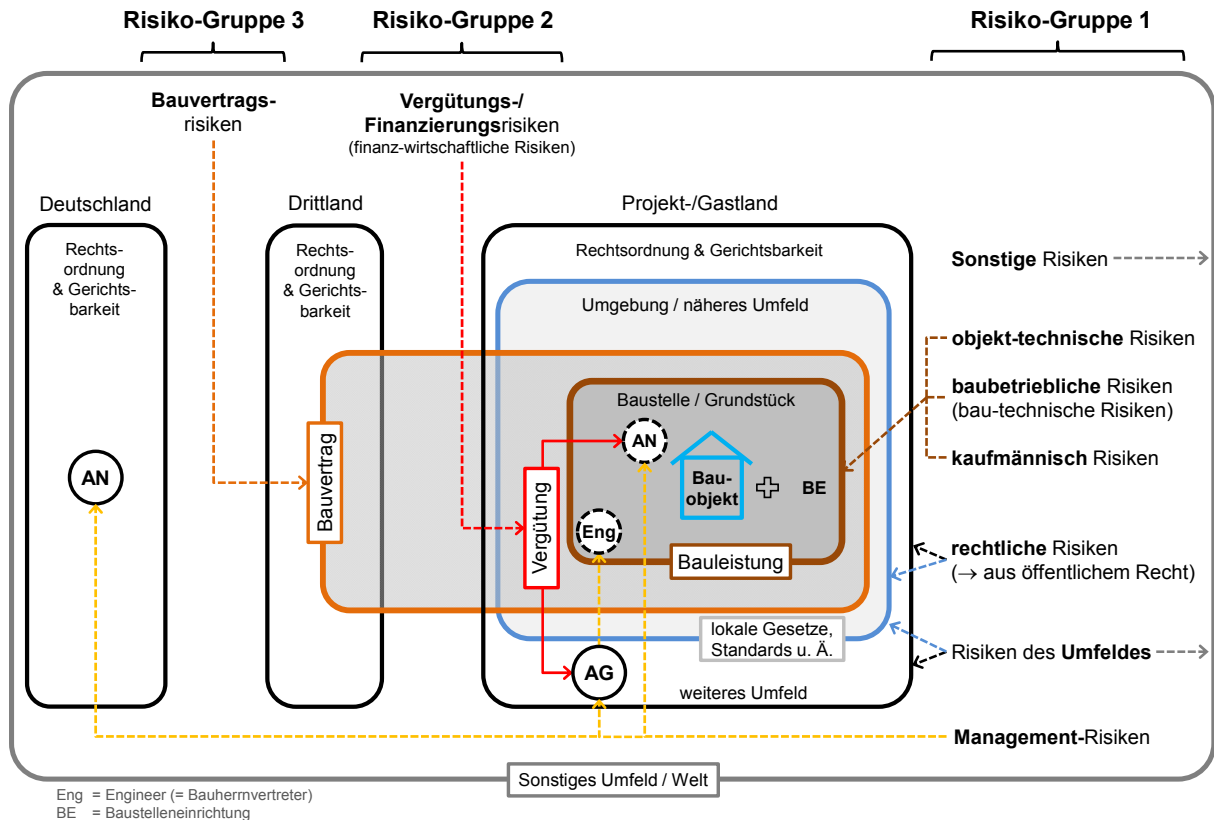 Risiko-Gruppe 3
Risiko-Gruppe 2
Risiko-Gruppe 1
Bauvertrags-
risiken
Vergütungs-/
Finanzierungsrisiken
(finanz-wirtschaftliche Risiken)
Deutschland
Drittland
Projekt-/Gastland
Rechts-
ordnung
& Gerichts-
barkeit
Rechts-
ordnung
& Gerichts-
barkeit
Rechtsordnung & Gerichtsbarkeit
Umgebung / näheres Umfeld
Baustelle / Grundstück
AN
AN
Bau-
objekt
BE
Eng
Bauvertrag
Vergütung
Bauleistung
lokale Gesetze,
Standards u. Ä.
AG
weiteres Umfeld
Sonstige Risiken
objekt-technische Risiken
baubetriebliche Risiken
(bau-technische Risiken)
kaufmännisch Risiken
rechtliche Risiken
(→ aus öffentlichem Recht)
Risiken des Umfeldes
Management-Risiken
Sonstiges Umfeld / Welt
Eng = Engineer (= Bauherrnvertreter)
BE = Baustelleneinrichtung